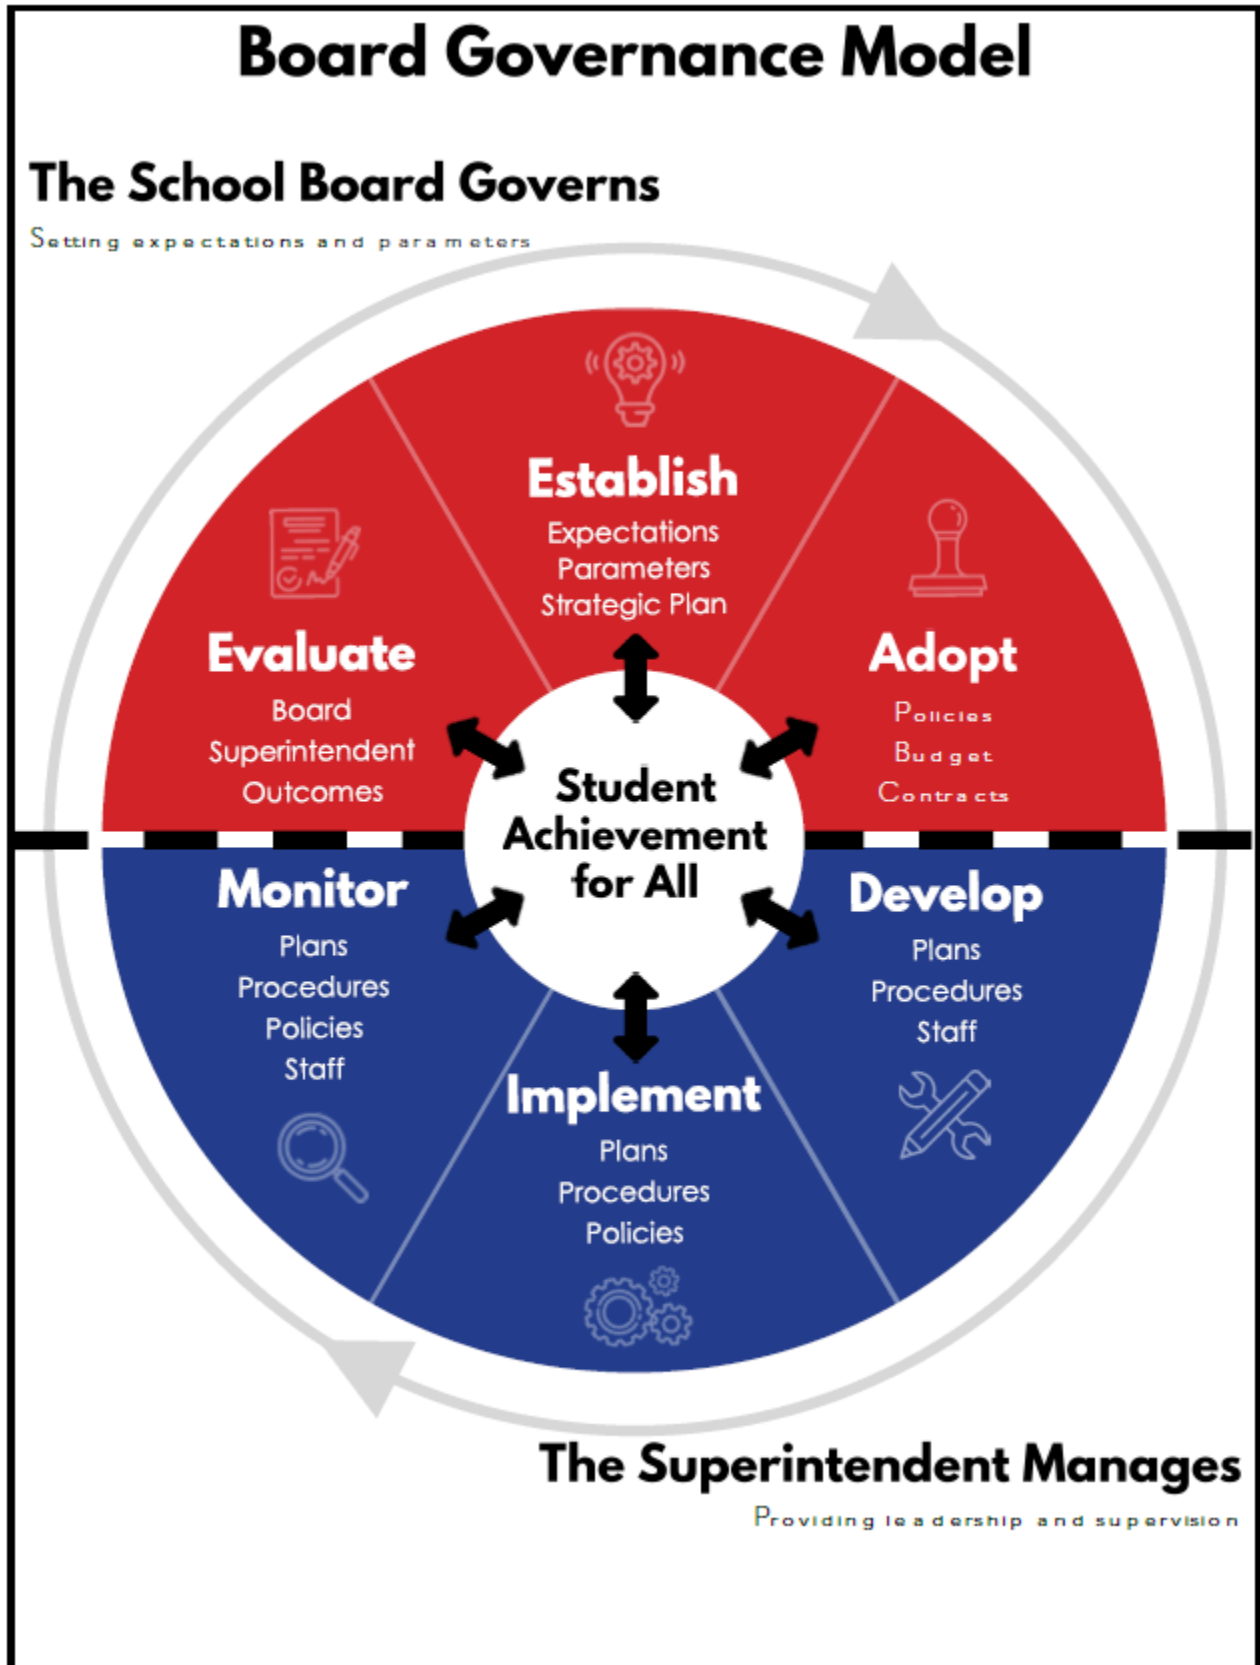 Board Governance Model
The School Board Governs
Setting expectations and parameters
Establish
Expectations
Parameters
Strategic Plan
Evaluate
Board
Superintendent
Outcomes
Adopt
Policies
Budget
Contracts
Student
Achievement
for All
Monitor
Plans
Procedures
Policies
Staff
Develop
Plans
Procedures
Staff
Implement
Plans
Procedures
Policies
The Superintendent Manages
Providing leadership and supervision